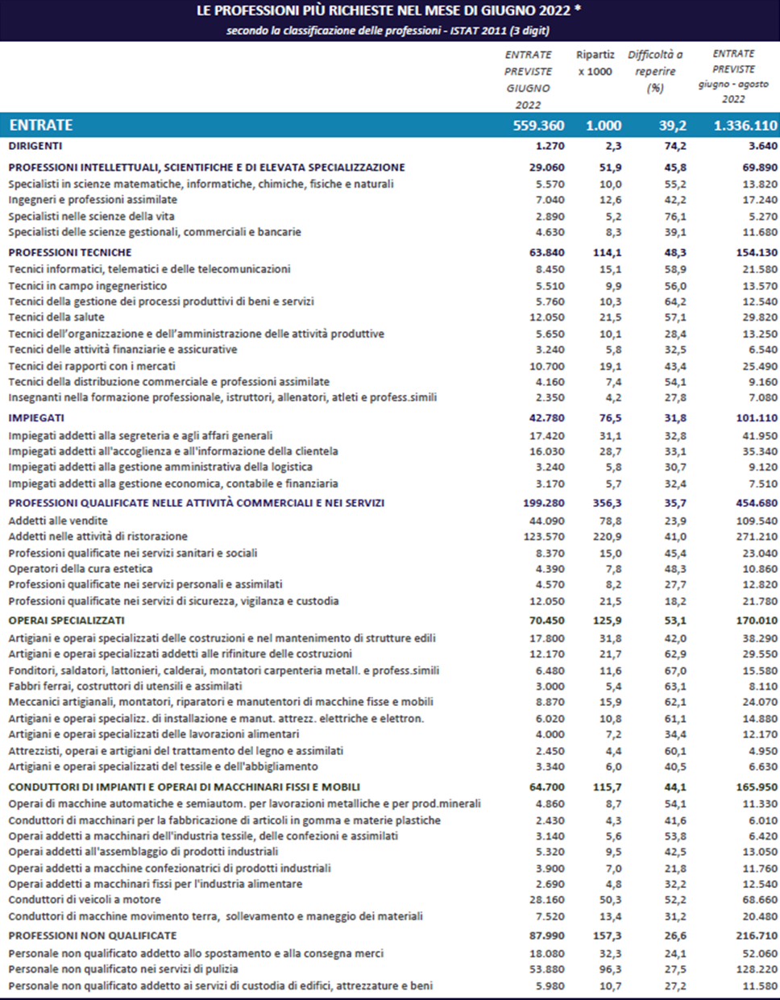 LE PROFESSIONI PIÙ RICHIESTE NEL MESE DI GIUGNO 2022 *
secondo la classificazione delle professioni - ISTAT 2011 (3 digit)
ENTRATE PREVISTE GIUGNO 2022 Ripartiz x 1000 Difficoltà a reperire (%) ENTRATE PREVISTE giugno - agosto 2022
ENTRATE 559.360 1.000 39,2 1.336.110
DIRIGENTI 1.270 2,3 74,2 3.640
PROFESSIONI INTELLETTUALI, SCIENTIFICHE E DI ELEVATA SPECIALIZZAZIONE 29.060 51,9 45,8 69.890
Specialisti in scienze matematiche, informatiche, chimiche, fisiche e naturali 5.570 10,0 55,2 13.820
Ingegneri e professioni assimilate 7.040 12,6 42,2 17.240
Specialisti nelle scienze della vita 2.890 5,2 76,1 5.270
Specialisti delle scienze gestionali, commerciali e bancarie 4.630 8,3 39,1 11.680
PROFESSIONI TECNICHE 63.840 114,1 48,3 154.130
Tecnici informatici, telematici e delle telecomunicazioni 8.450 15,1 58,9 21.580
Tecnici in campo ingegneristico 5.510 9,9 56,0 13.570
Tecnici della gestione dei processi produttivi di beni e servizi 5.760 10,3 64,2 12.540
Tecnici della salute 12.050 21,5 57,1 29.820
Tecnici dell'organizzazione e dell'amministrazione delle attività produttive 5.650 10,1 28,4 13.250
Tecnici delle attività finanziarie e assicurative 3.240 5,8 32,5 6.540
Tecnici dei rapporti con i mercati 10.700 19,1 43,4 25.490
Tecnici della distribuzione commerciale e professioni assimilate 4.160 7,4 54,1 9.160
Insegnanti nella formazione professionale, istruttori, allenatori, atleti e profess.simili 2.350 4,2 27,8 7.080
IMPIEGATI 42.780 76,5 31,8 101.110
Impiegati addetti alla segreteria e agli affari generali 17.420 31,1 32,8 41.950
Impiegati addetti all'accoglienza e all'informazione della clientela 16.030 28,7 33,1 35.340
Impiegati addetti alla gestione amministrativa della logistica 3.240 5,8 30,7 9.120
Impiegati addetti alla gestione economica, contabile e finanziaria 3.170 5,7 32,4 7.510
PROFESSIONI QUALIFICATE NELLE ATTIVITÀ COMMERCIALI E NEI SERVIZI 199.280 356,3 35,7 454.680
Addetti alle vendite 44.090 78,8 23,9 109.540
Addetti nelle attività di ristorazione 123.570 220,9 41,0 271.210
Professioni qualificate nei servizi sanitari e sociali 8.370 15,0 45,4 23.040
Operatori della cura estetica 4.390 7,8 48,3 10.860
Professioni qualificate nei servizi personali e assimilati 4.570 8,2 27,7 12.820
Professioni qualificate nei servizi di sicurezza, vigilanza e custodia 12.050 21,5 18,2 21.780
OPERAI SPECIALIZZATI 70.450 125,9 53,1 170.010
Artigiani e operai specializzati delle costruzioni e nel mantenimento di strutture edili 17.800 31,8 42,0 38.290
Artigiani e operai specializzati addetti alle rifiniture delle costruzioni 12.170 21,7 62,9 29.550
Fonditori, saldatori, lattonieri, calderai, montatori carpenteria metall. e profess.simili 6.480 11,6 67,0 15.580
Fabbri ferrai, costruttori di utensili e assimilati 3.000 5,4 63,1 8.110
Meccanici artigianali, montatori, riparatori e manutentori di macchine fisse e mobili 8.870 15,9 62,1 24.070
Artigiani e operai specializz. di installazione e manut. attrezz. elettriche e elettron. 6.020 10,8 61,1 14.880
Artigiani e operai specializzati delle lavorazioni alimentari 4.000 7,2 34,4 12.170
Attrezzisti, operai e artigiani del trattamento del legno e assimilati 2.450 4,4 60,1 4.950
Artigiani e operai specializzati del tessile e dell'abbigliamento 3.340 6,0 40,5 6.630
CONDUTTORI DI IMPIANTI E OPERAI DI MACCHINARI FISSI E MOBILI 64.700 115,7 44,1 165.950
Operai di macchine automatiche e semiautom. per lavorazioni metalliche e per prod.minerali 4.860 8,7 54,1 11.330
Conduttori di macchinari per la fabbricazione di articoli in gomma e materie plastiche 2.430 4,3 41,6 6.010
Operai addetti a macchinari dell'industria tessile, delle confezioni e assimilati 3.140 5,6 53,8 6.420
Operai addetti all'assemblaggio di prodotti industriali 5.320 9,5 42,5 13.050
Operai addetti a macchine confezionatrici di prodotti industriali 3.900 7,0 21,8 11.760
Operai addetti a macchinari fissi per l'industria alimentare 2.690 4,8 32,2 12.540
Conduttori di veicoli a motore 28.160 50,3 52,2 68.660
Conduttori di macchine movimento terra, sollevamento e maneggio dei materiali 7.520 13,4 31,2 20.480
PROFESSIONI NON QUALIFICATE 87.990 157,3 26,6 216.710
Personale non qualificato addetto allo spostamento e alla consegna merci 18.080 32,3 24,1 52.060
Personale non qualificato nei servizi di pulizia 53.880 96,3 27,5 128.220
Personale non qualificato addetto ai servizi di custodia di edifici, attrezzature e beni 5.980 10,7 27,2 11.580